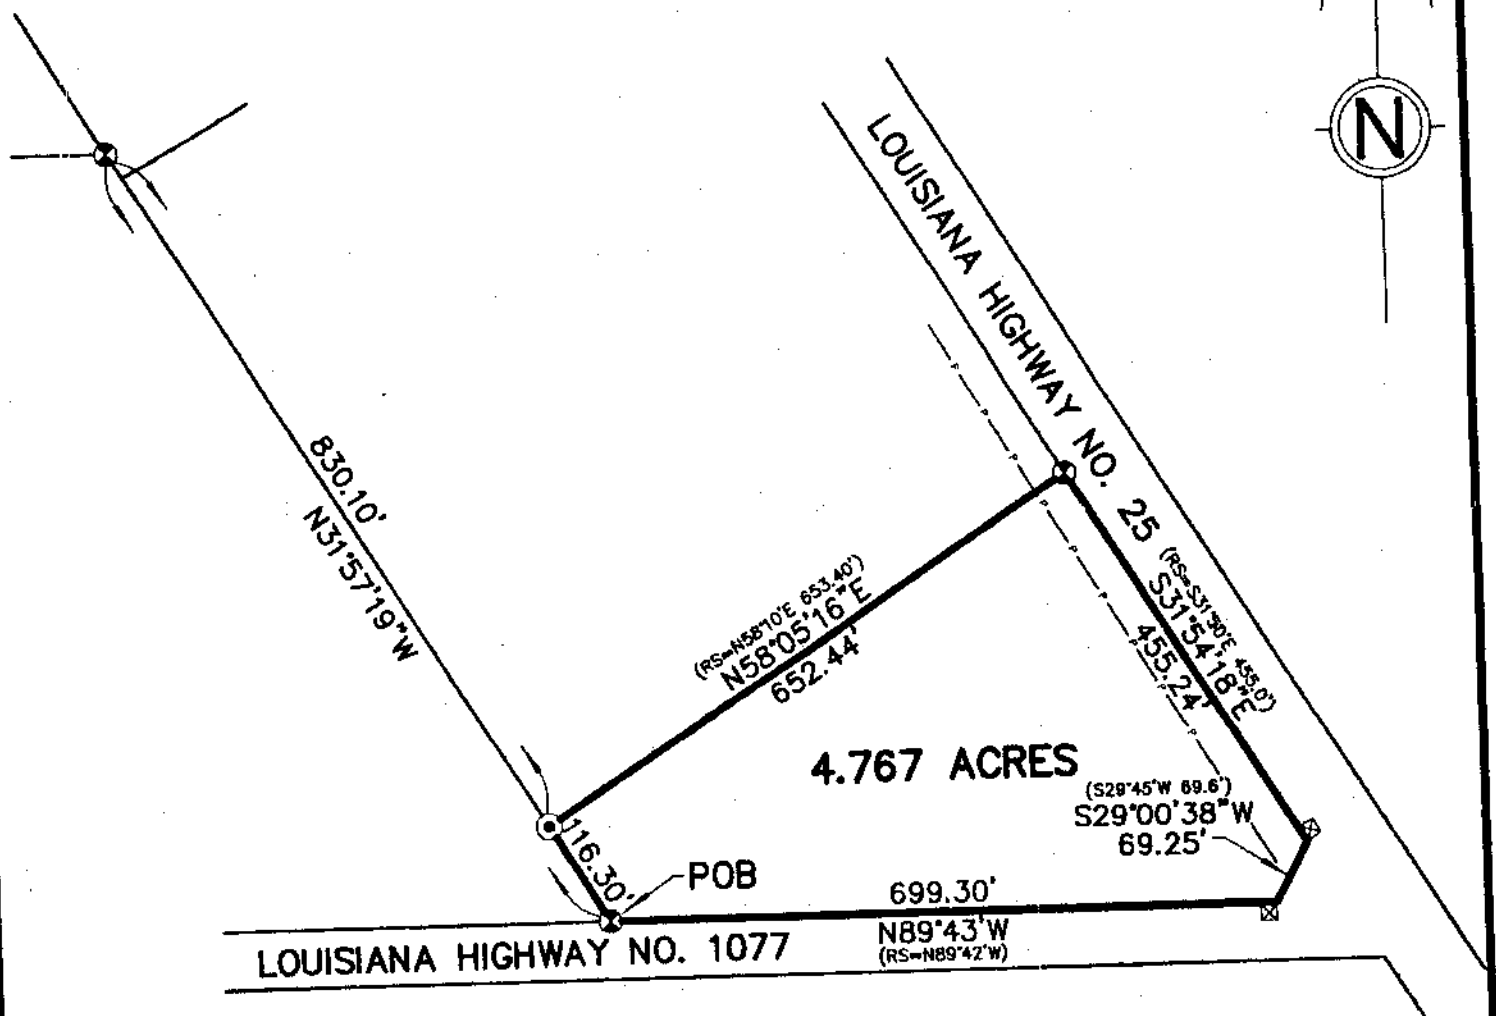 N
LOUISIANA HIGHWAY NO. 25
830.10'
N31°57'19"W
(RS=N58°10'E 653.40')
N58°05'16"E
652.44'
(RS=S31°50'E 455.0')
S31°54'18"E
455.24'
P
P
P
P
P
P
P
P
4.767 ACRES
(S29°45'W 69.6')
S29°00'38"W
69.25'
116.30'
POB
699.30'
N89°43'W
(RS=N89°42'W)
LOUISIANA HIGHWAY NO. 1077